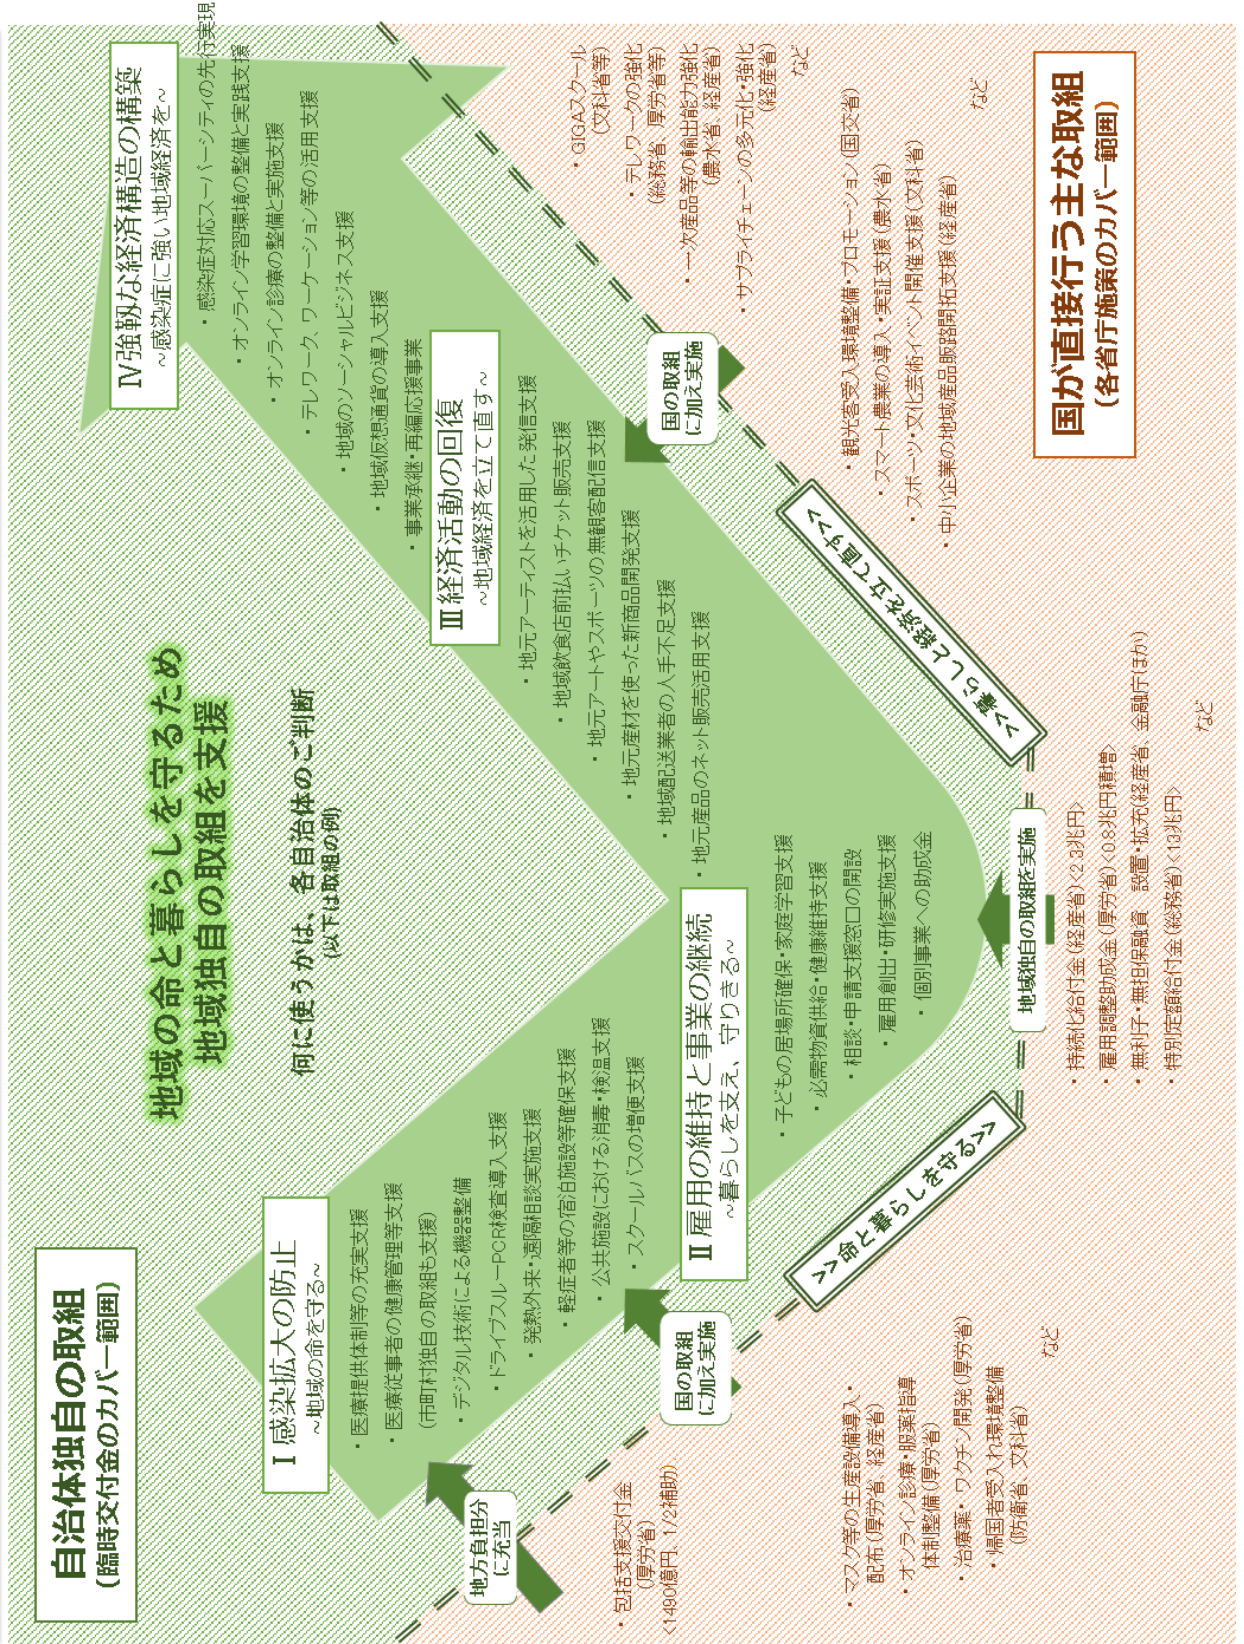 自治体独自の取組
(臨時交付金のカバー範囲)
地域の命と暮らしを守るため
地域独自の取組を支援
何に使うかは、各自治体のご判断
(以下は取組の例)
Ⅰ感染拡大の防止
~地域の命を守る~
・医療提供体制等の充実支援
・医療従事者の健康管理等支援
(市町村独自の取組も支援)
・デジタル技術による機器整備
・ドライブスルーPCR検査導入支援
・発熱外来・遠隔相談実施支援
・軽症者等の宿泊施設等確保支援
・公共施設における消毒・検温支援
・スクールバスの増便支援
Ⅱ雇用の維持と事業の継続
~暮らしを支え、守りきる~
・子どもの居場所確保・家庭学習支援
・必需物資供給・健康維持支援
・相談・申請支援窓口の開設
・雇用創出・研修実施支援
・個別事業への助成金
Ⅲ経済活動の回復
~地域経済を立て直す~
・地元アーティストを活用した発信支援
・地域飲食店前払いチケット販売支援
・地元アートやスポーツの無観客配信支援
・地元産材を使った新商品開発支援
・地域配送業者の人手不足支援
・地元産品のネット販売活用支援
Ⅳ強靱な経済構造の構築
~感染症に強い地域経済を~
・感染症対応スーパーシティの先行実現
・オンライン学習環境の整備と実践支援
・オンライン診療の整備と実施支援
・テレワーク、ワーケーション等の活用支援
・地域のソーシャルビジネス支援
・地域仮想通貨の導入支援
・事業承継・再編応援事業
地方負担分
に充当
国の取組
に加え実施
>>命と暮らしを守る>>
地域独自の取組を実施
>>暮らしと経済を立て直す>>
国の取組
に加え実施
・包括支援交付金
(厚労省)
<1490億円、1/2補助>
・マスク等の生産設備導入・
配布(厚労省、経産省)
・オンライン診療・服薬指導
体制整備(厚労省)
・治療薬・ワクチン開発(厚労省)
・帰国者受入れ環境整備
(防衛省 文科省)
など
・持続化給付金(経産省)<2.3兆円>
・雇用調整助成金(厚労省)<0.8兆円積増>
・無利子・無担保融資 設置・拡充(経産省、金融庁ほか)
・特別定額給付金(総務省)<13兆円>
など
・GIGAスクール
(文科省等)
・テレワークの強化
(総務省、厚労省等)
・一次産品等の輸出能力強化
(農水省、経産省)
・サプライチェーンの多元化・強化
(経産省)
など
・観光客受入環境整備・プロモーション(国交省)
・スマート農業の導入・実証支援(農水省)
・スポーツ・文化芸術イベント開催支援(文科省)
・中小企業の地域産品販路開拓支援(経産省)
など
国が直接行う主な取組
(各省庁施策のカバー範囲)